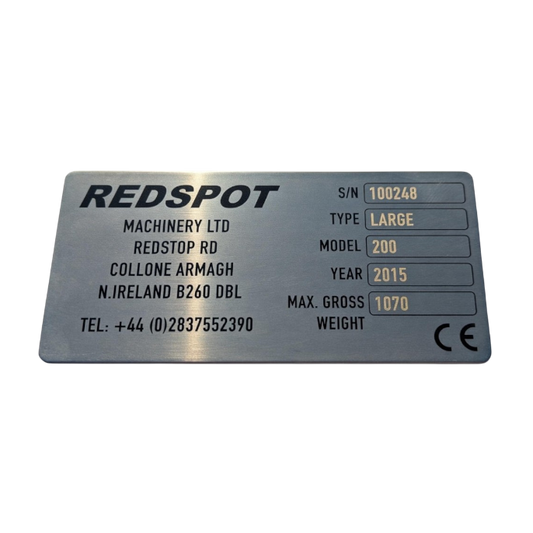 REDSPOT
MACHINERY LTD
REDSTOP RD
COLLONE ARMAGH
N.IRELAND B260 DBL
TEL: +44 (0)2837552390
S/N 100248
TYPE LARGE
MODEL 200
YEAR 2015
MAX. GROSS 1070
WEIGHT
CE